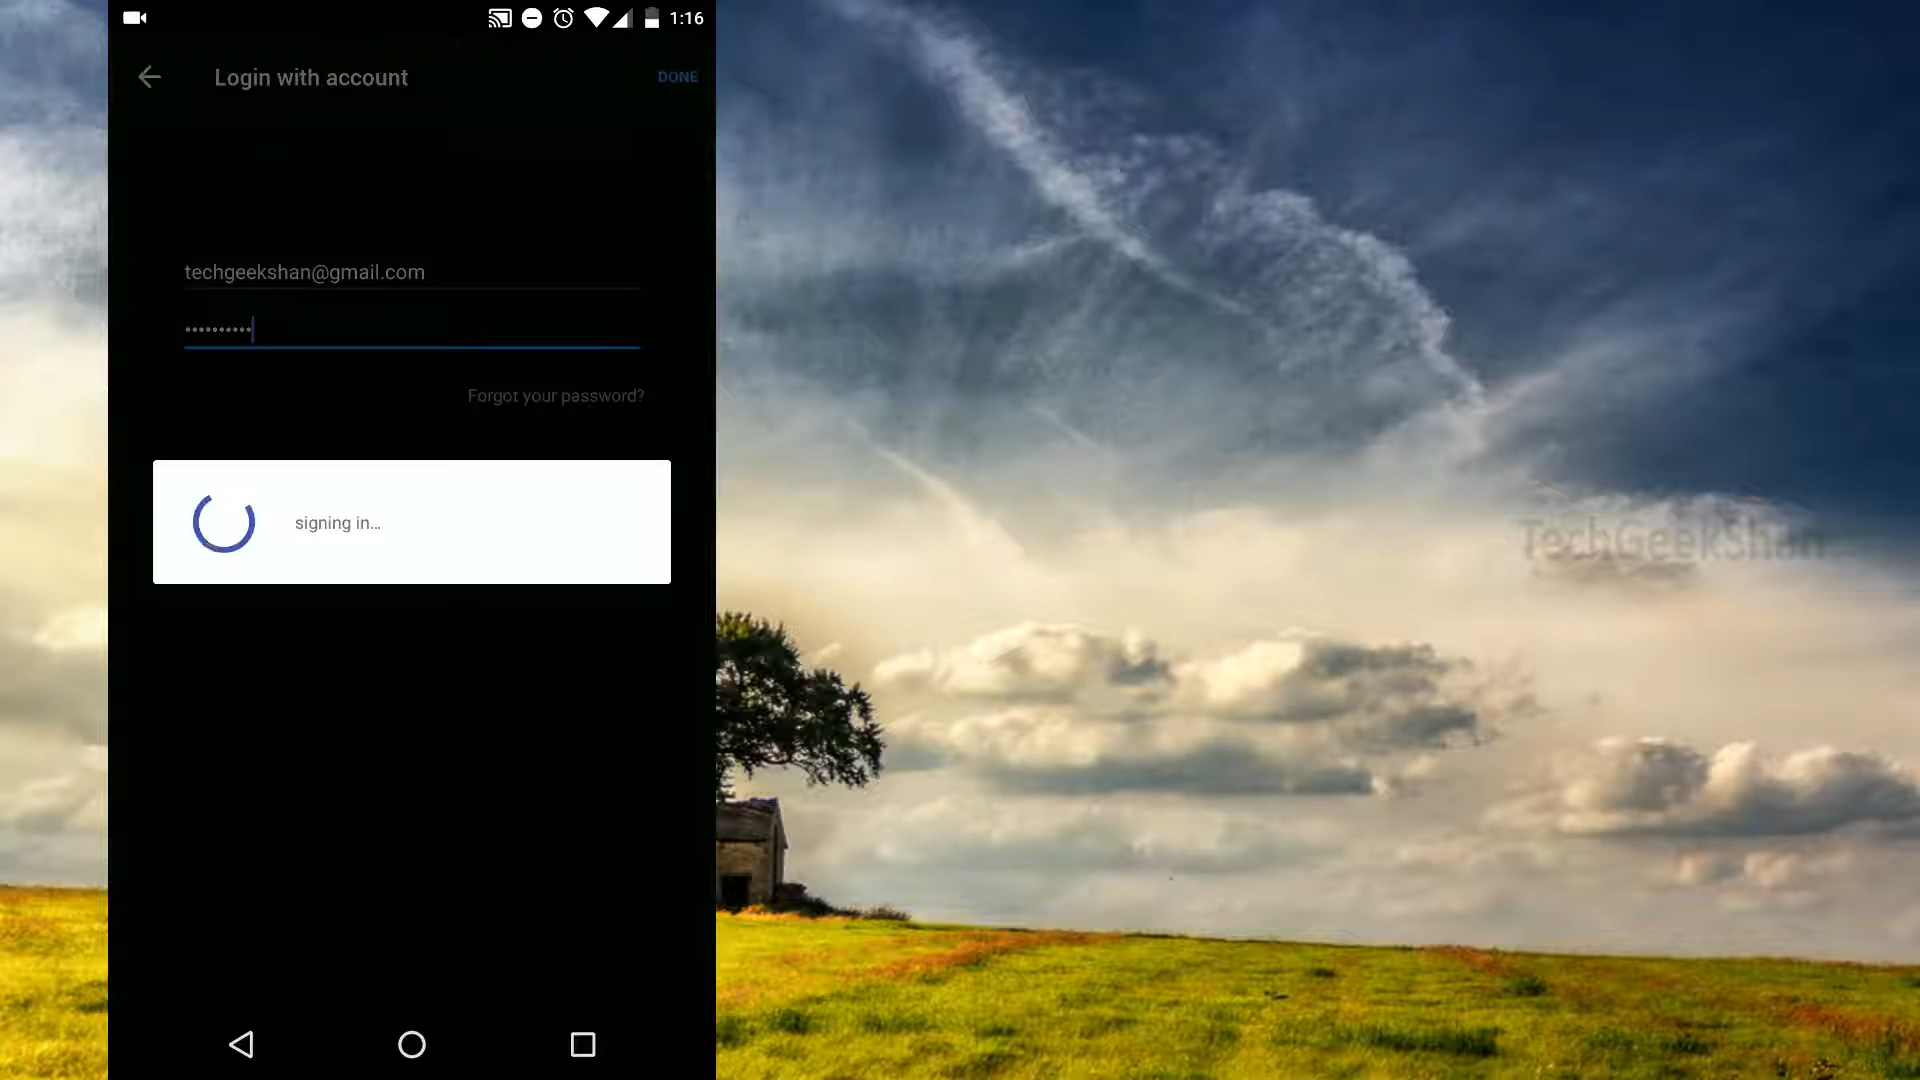 1:16
Login with account
DONE
techgeekshan@gmail.com
••••••••••
Forgot your password?
signing in...
TechGeekShan